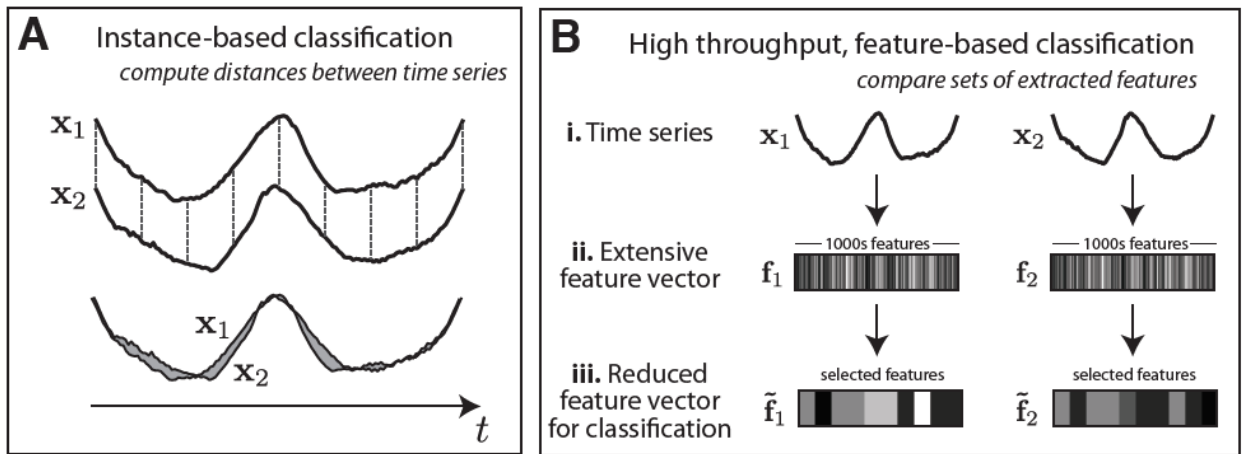 A Instance-based classification
compute distances between time series
x1
x2
x1
x2
t
B High throughput, feature-based classification
compare sets of extracted features
i. Time series x1 x2
1000s features 1000s features
ii. Extensive
feature vector
f1 f2
selected features selected features
iii. Reduced
feature vector
for classification
f̃1 f̃2